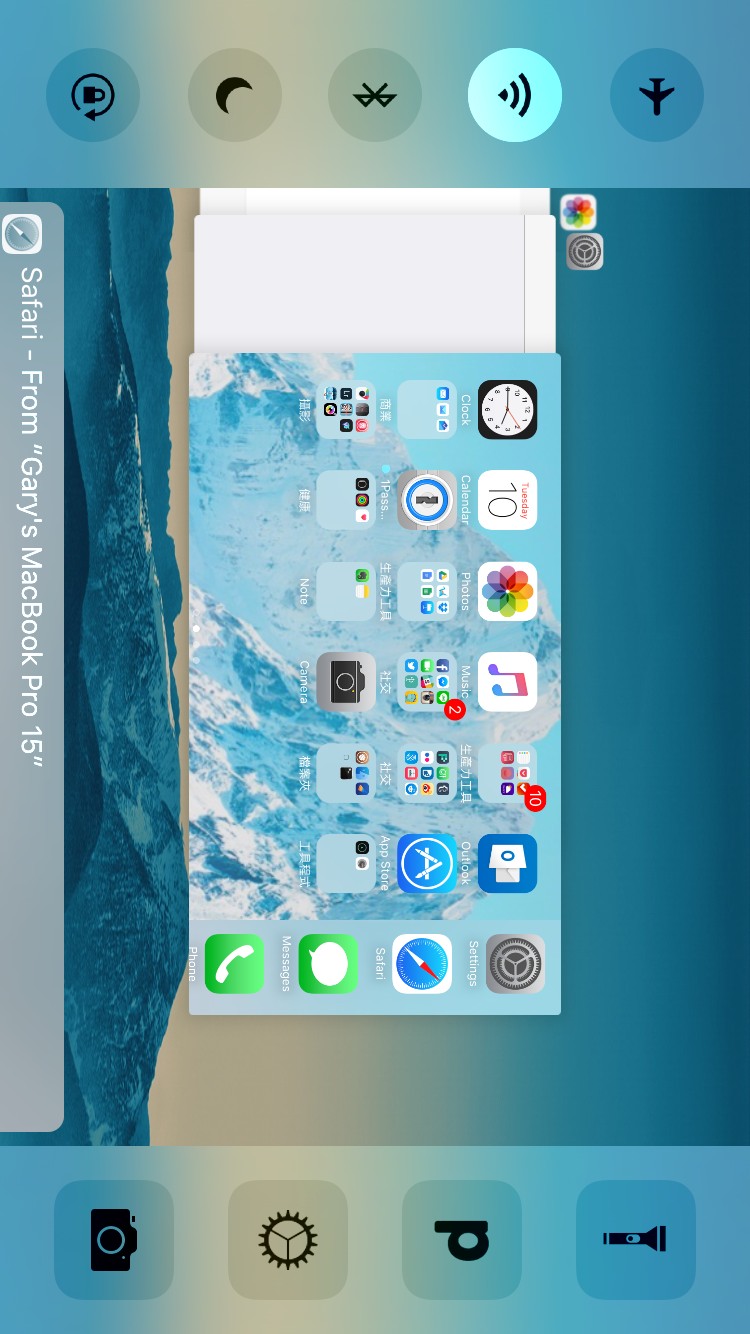 Tuesday
10
10
Clock Calendar Photos Music 生產力工具 Outlook
2
商業 1Pass... 生產力工具 社交 社交 App Store
攝影 健康 Note Camera 檔案夾 工具程式
Settings
Safari
Messages
Phone
Safari - From “Gary's MacBook Pro 15”